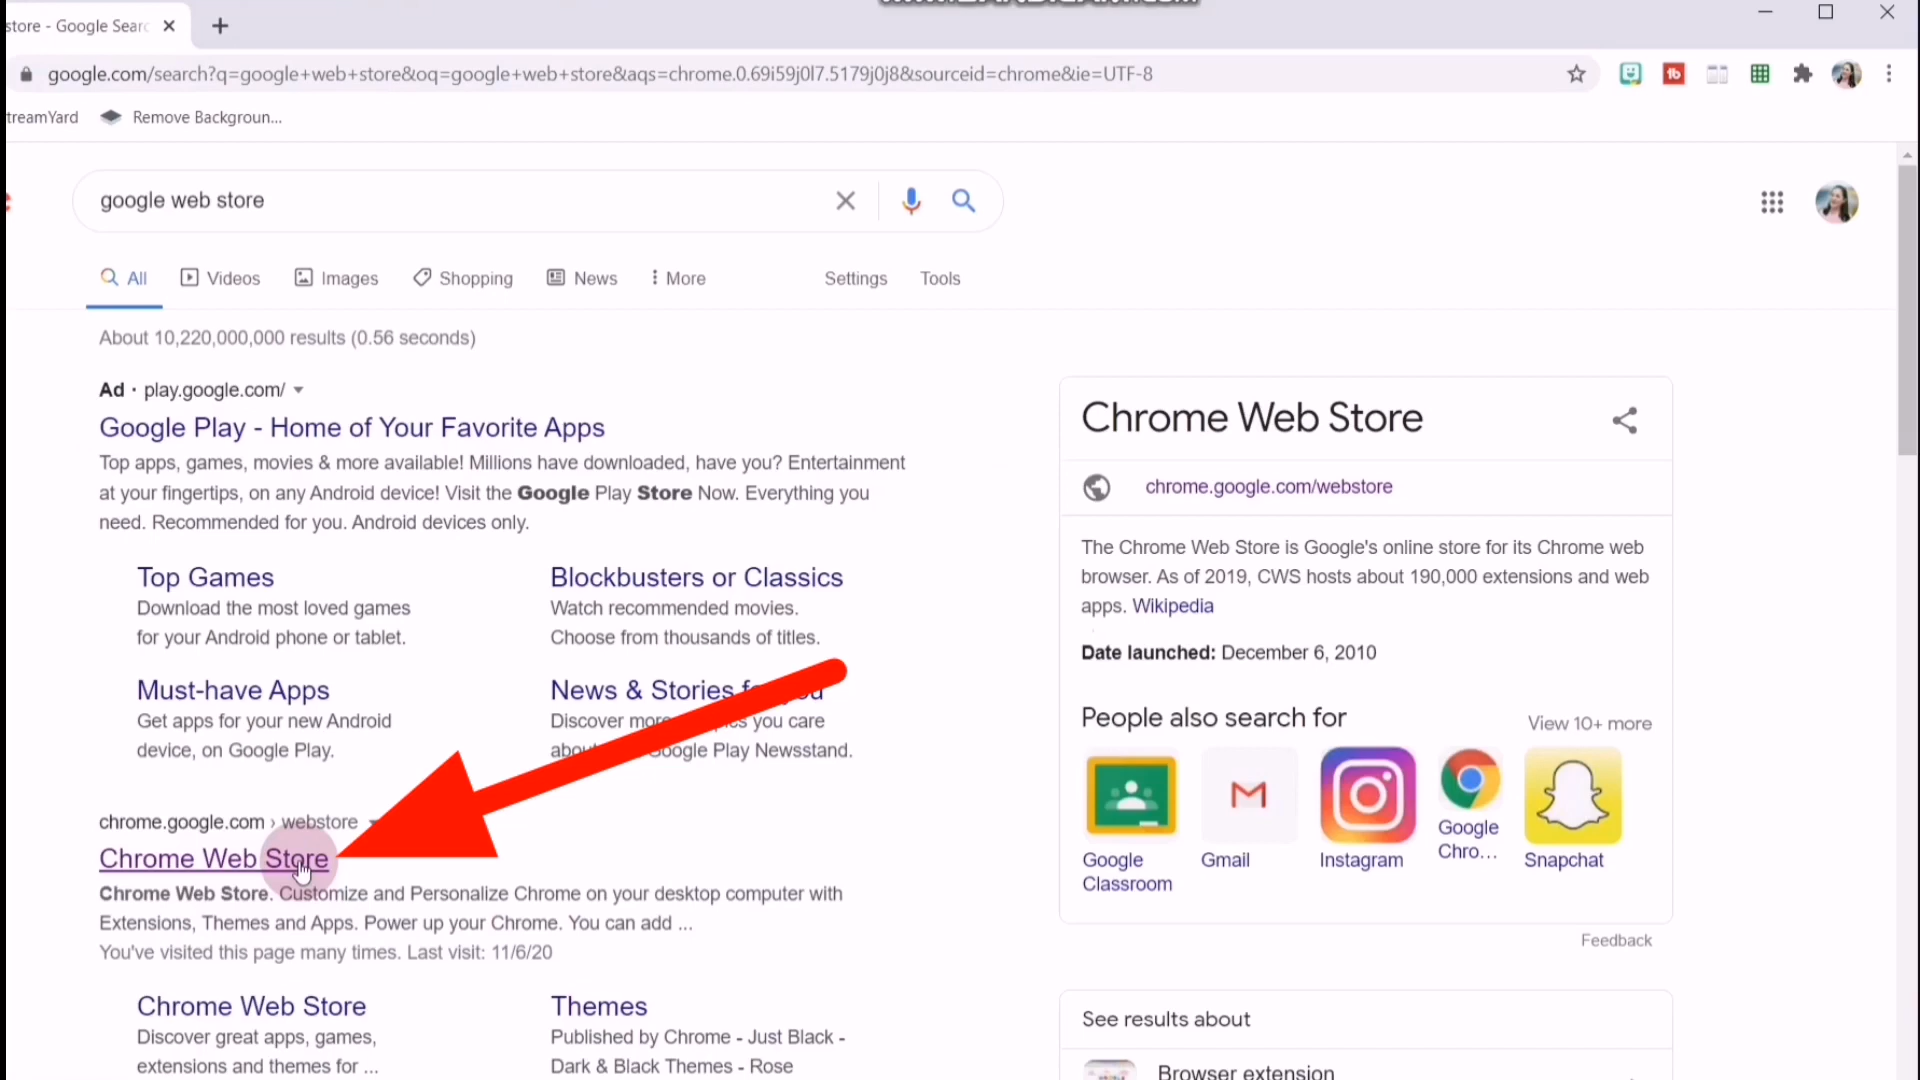 store - Google Searc
google.com/search?q=google+web+store&oq=google+web+store&aqs=chrome.0.69i59j0l7.5179j0j8&sourceid=chrome&ie=UTF-8
treamYard
Remove Backgroun...
google web store
All
Videos
Images
Shopping
News
More
Settings
Tools
About 10,220,000,000 results (0.56 seconds)
Ad · play.google.com/
Google Play - Home of Your Favorite Apps
Top apps, games, movies & more available! Millions have downloaded, have you? Entertainment
at your fingertips, on any Android device! Visit the Google Play Store Now. Everything you
need. Recommended for you. Android devices only.
Top Games
Download the most loved games
for your Android phone or tablet.
Blockbusters or Classics
Watch recommended movies.
Choose from thousands of titles.
Must-have Apps
Get apps for your new Android
device, on Google Play.
News & Stories
Discover more you care
Google Play Newsstand.
chrome.google.com › webstore
Chrome Web Store
Chrome Web Store. Customize and Personalize Chrome on your desktop computer with
Extensions, Themes and Apps. Power up your Chrome. You can add ...
You've visited this page many times. Last visit: 11/6/20
Chrome Web Store
Discover great apps, games,
extensions and themes for ...
Themes
Published by Chrome - Just Black -
Dark & Black Themes - Rose
Chrome Web Store
chrome.google.com/webstore
The Chrome Web Store is Google's online store for its Chrome web
browser. As of 2019, CWS hosts about 190,000 extensions and web
apps. Wikipedia
Date launched: December 6, 2010
People also search for
View 10+ more
Google
Classroom
Gmail
Instagram
Google
Chro...
Snapchat
Feedback
See results about
Browser extension